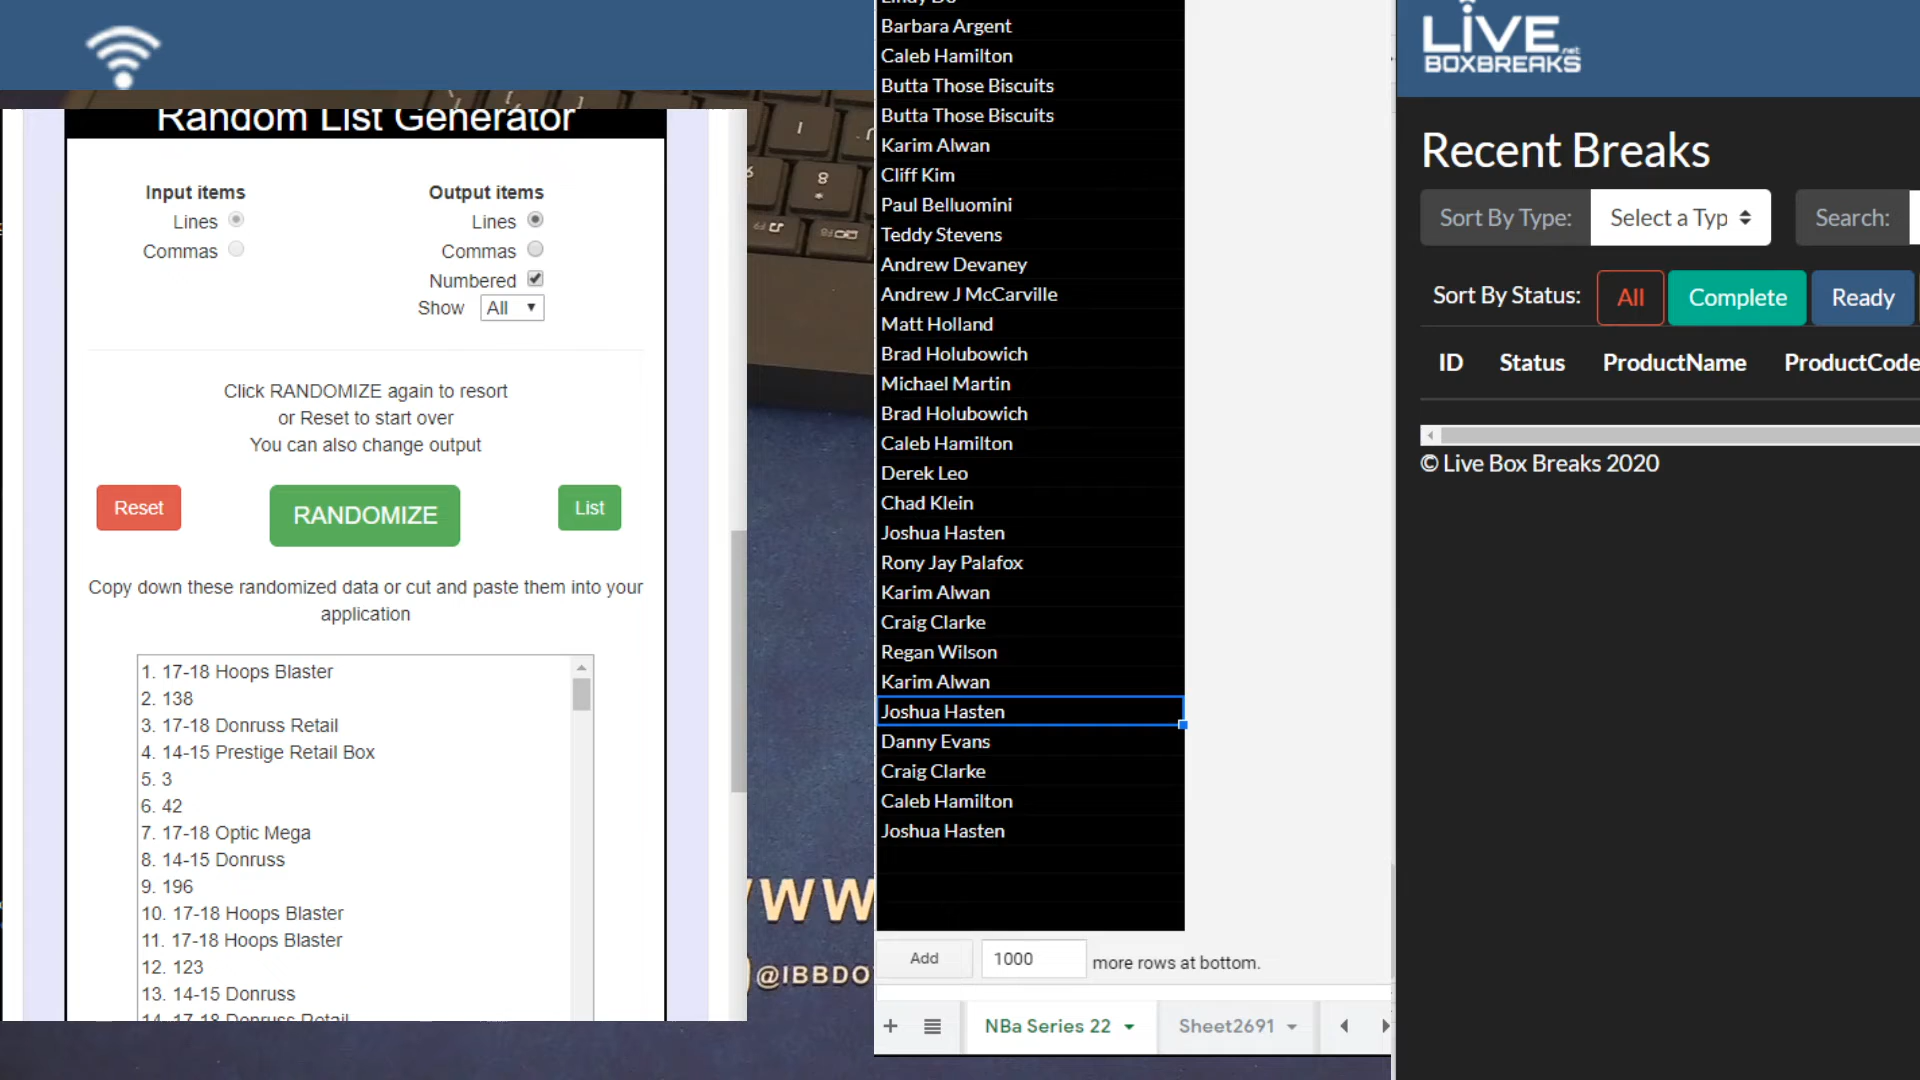 Random List Generator
Input items
Output items
Lines
Lines
Commas
Commas
Numbered
Show All
Click RANDOMIZE again to resort
or Reset to start over
You can also change output
Reset
RANDOMIZE
List
Copy down these randomized data or cut and paste them into your
application
1. 17-18 Hoops Blaster
2. 138
3. 17-18 Donruss Retail
4. 14-15 Prestige Retail Box
5. 3
6. 42
7. 17-18 Optic Mega
8. 14-15 Donruss
9. 196
10. 17-18 Hoops Blaster
11. 17-18 Hoops Blaster
12. 123
13. 14-15 Donruss
14. 17-18 Donruss Retail
WW
@IBBDO
Barbara Argent
Caleb Hamilton
Butta Those Biscuits
Butta Those Biscuits
Karim Alwan
Cliff Kim
Paul Belluomini
Teddy Stevens
Andrew Devaney
Andrew J McCarville
Matt Holland
Brad Holubowich
Michael Martin
Brad Holubowich
Caleb Hamilton
Derek Leo
Chad Klein
Joshua Hasten
Rony Jay Palafox
Karim Alwan
Craig Clarke
Regan Wilson
Karim Alwan
Joshua Hasten
Danny Evans
Craig Clarke
Caleb Hamilton
Joshua Hasten
Add 1000 more rows at bottom.
NBa Series 22
Sheet2691
LIVE.net
BOXBREAKS
Recent Breaks
Sort By Type: Select a Typ Search:
Sort By Status: All Complete Ready
ID Status ProductName ProductCode
© Live Box Breaks 2020